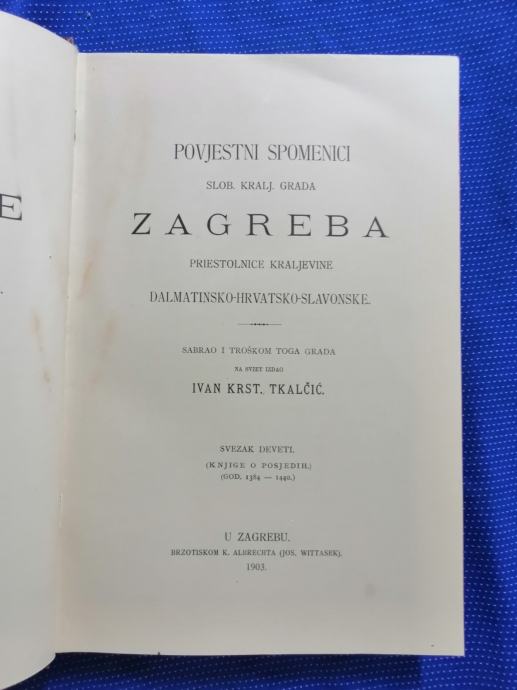 E
POVJESTNI SPOMENICI
SLOB. KRALJ. GRADA
ZAGREBA
PRIESTOLNICE KRALJEVINE
DALMATINSKO-HRVATSKO-SLAVONSKE.
SABRAO I TROŠKOM TOGA GRADA
NA SVIET IZDAO
IVAN KRST. TKALČIĆ.
SVEZAK DEVETI.
(KNJIGE O POSJEDIH.)
(GOD. 1384 — 1440.)
U ZAGREBU.
BRZOTISKOM K. ALBRECHTA (JOS. WITTASEK).
1903.